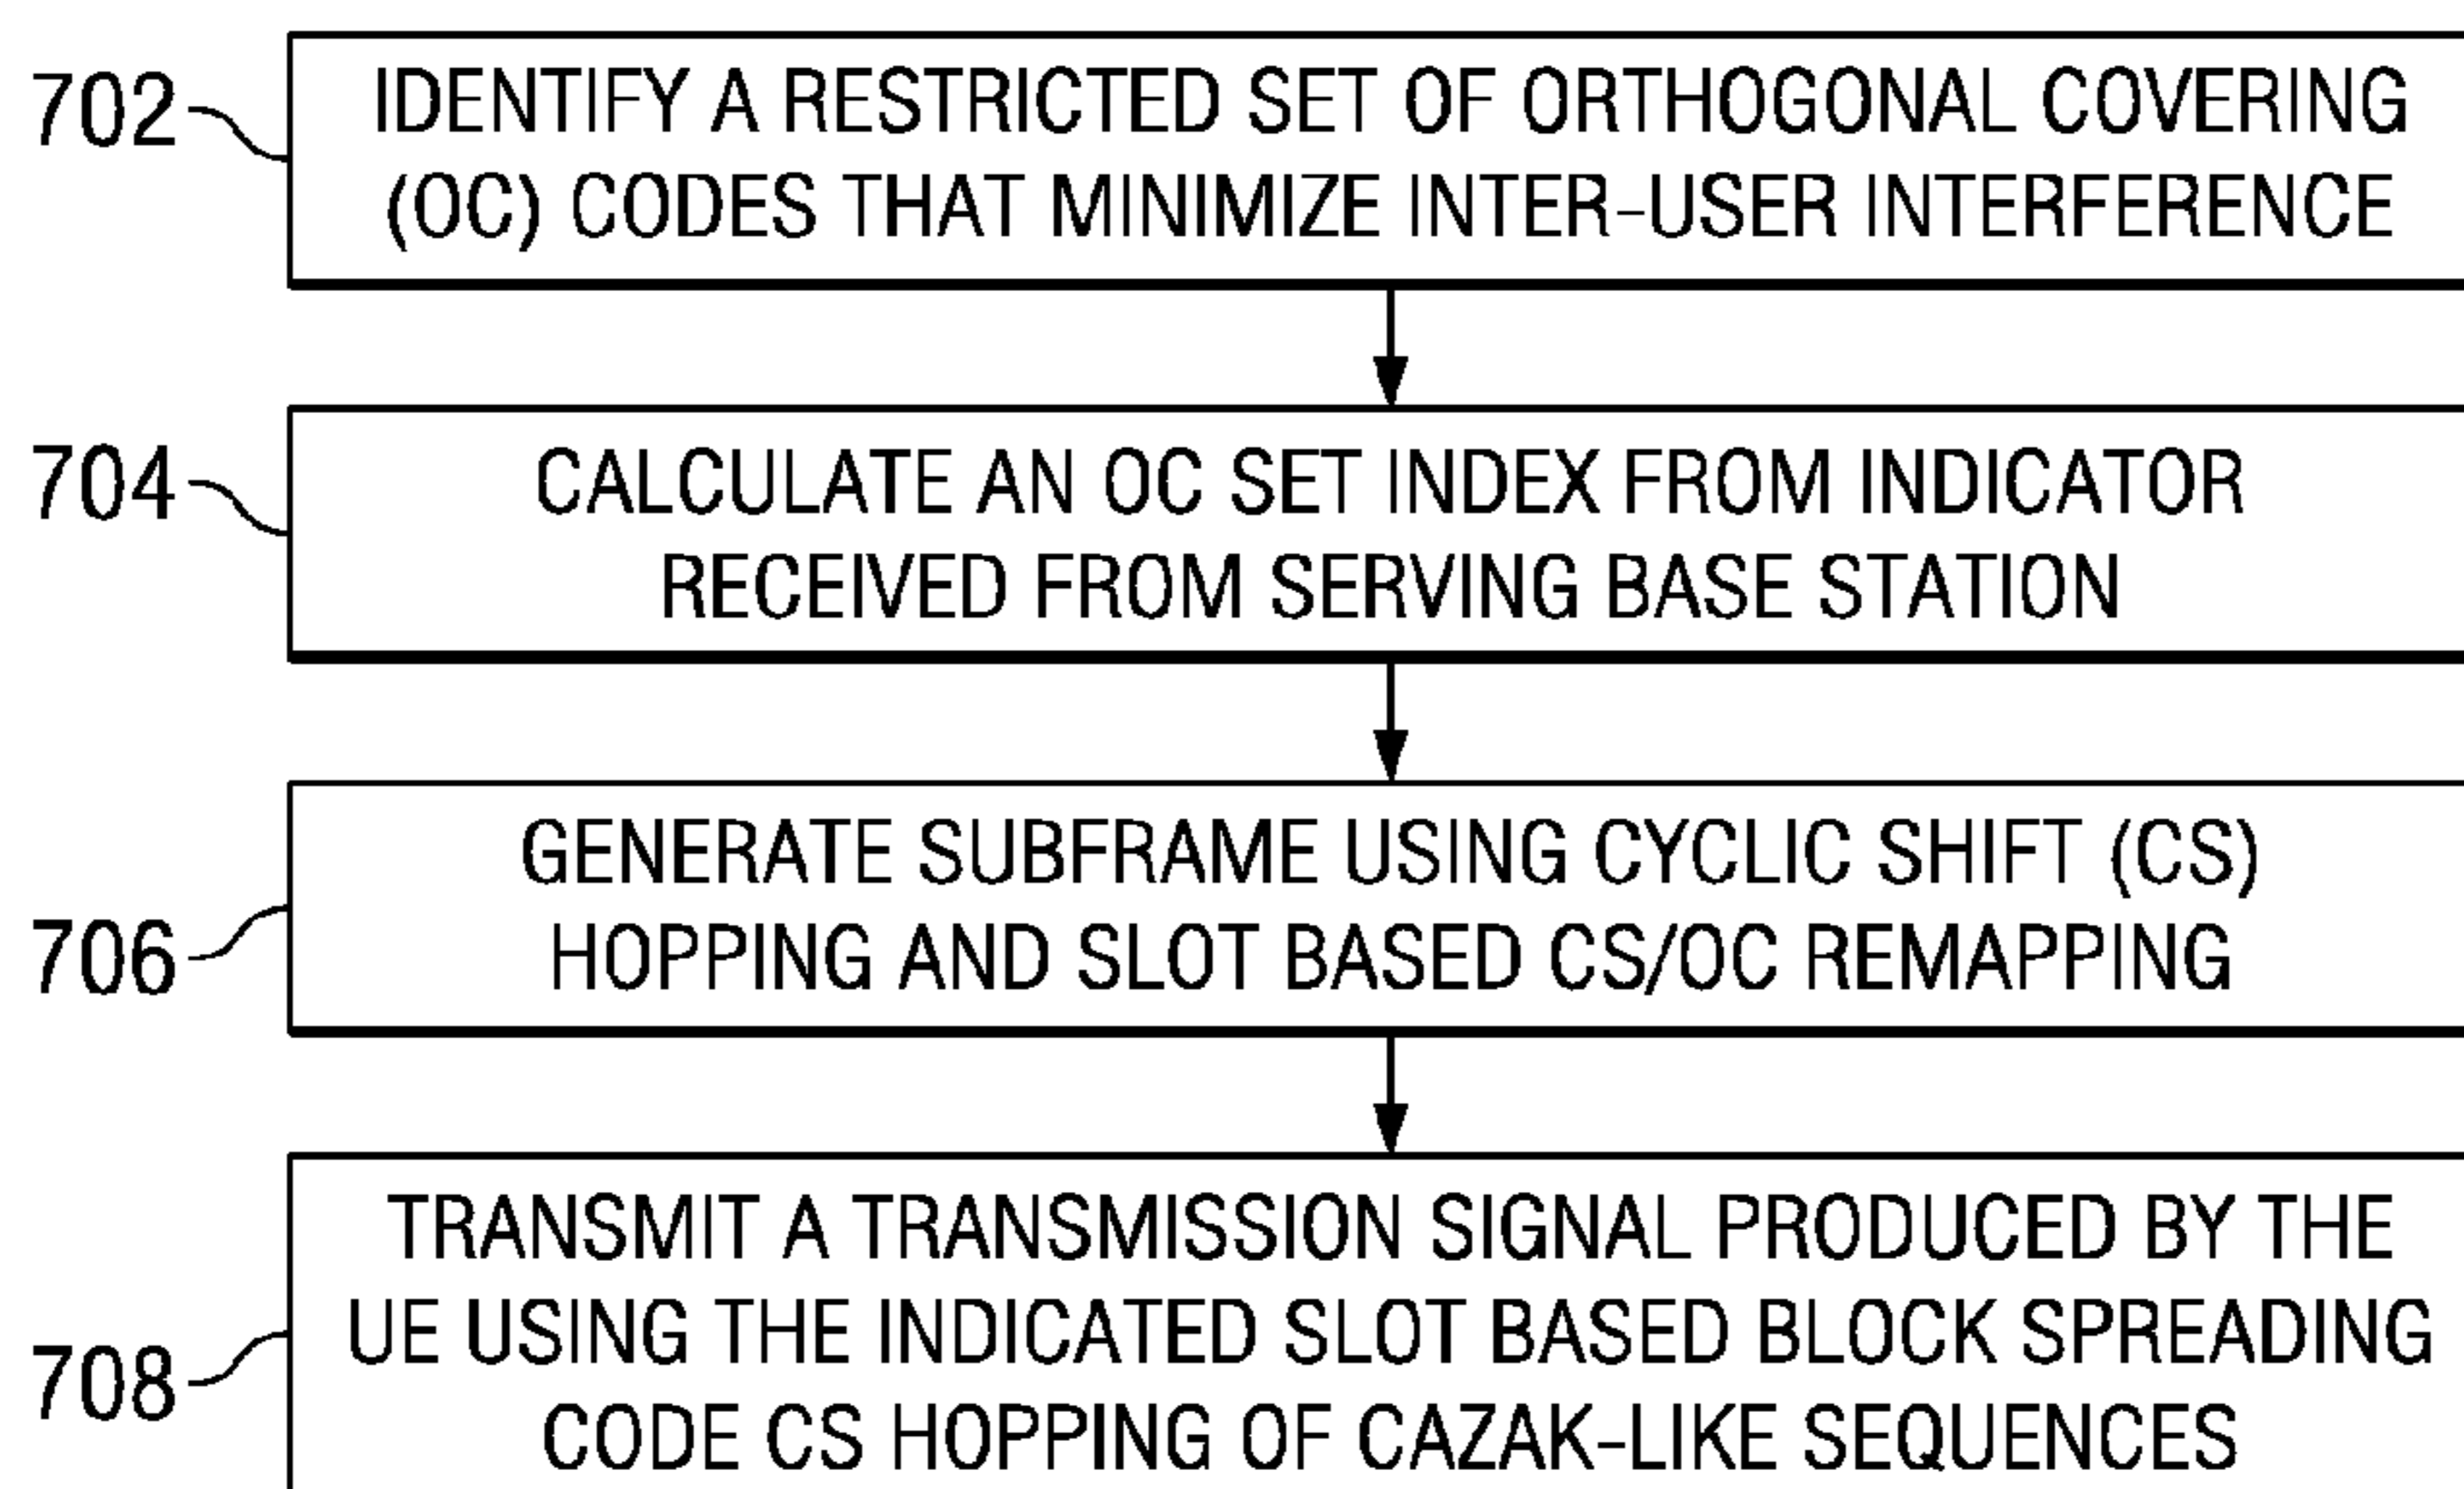 702
IDENTIFY A RESTRICTED SET OF ORTHOGONAL COVERING
(OC) CODES THAT MINIMIZE INTER-USER INTERFERENCE
704
CALCULATE AN OC SET INDEX FROM INDICATOR
RECEIVED FROM SERVING BASE STATION
706
GENERATE SUBFRAME USING CYCLIC SHIFT (CS)
HOPPING AND SLOT BASED CS/OC REMAPPING
708
TRANSMIT A TRANSMISSION SIGNAL PRODUCED BY THE
UE USING THE INDICATED SLOT BASED BLOCK SPREADING
CODE CS HOPPING OF CAZAK-LIKE SEQUENCES